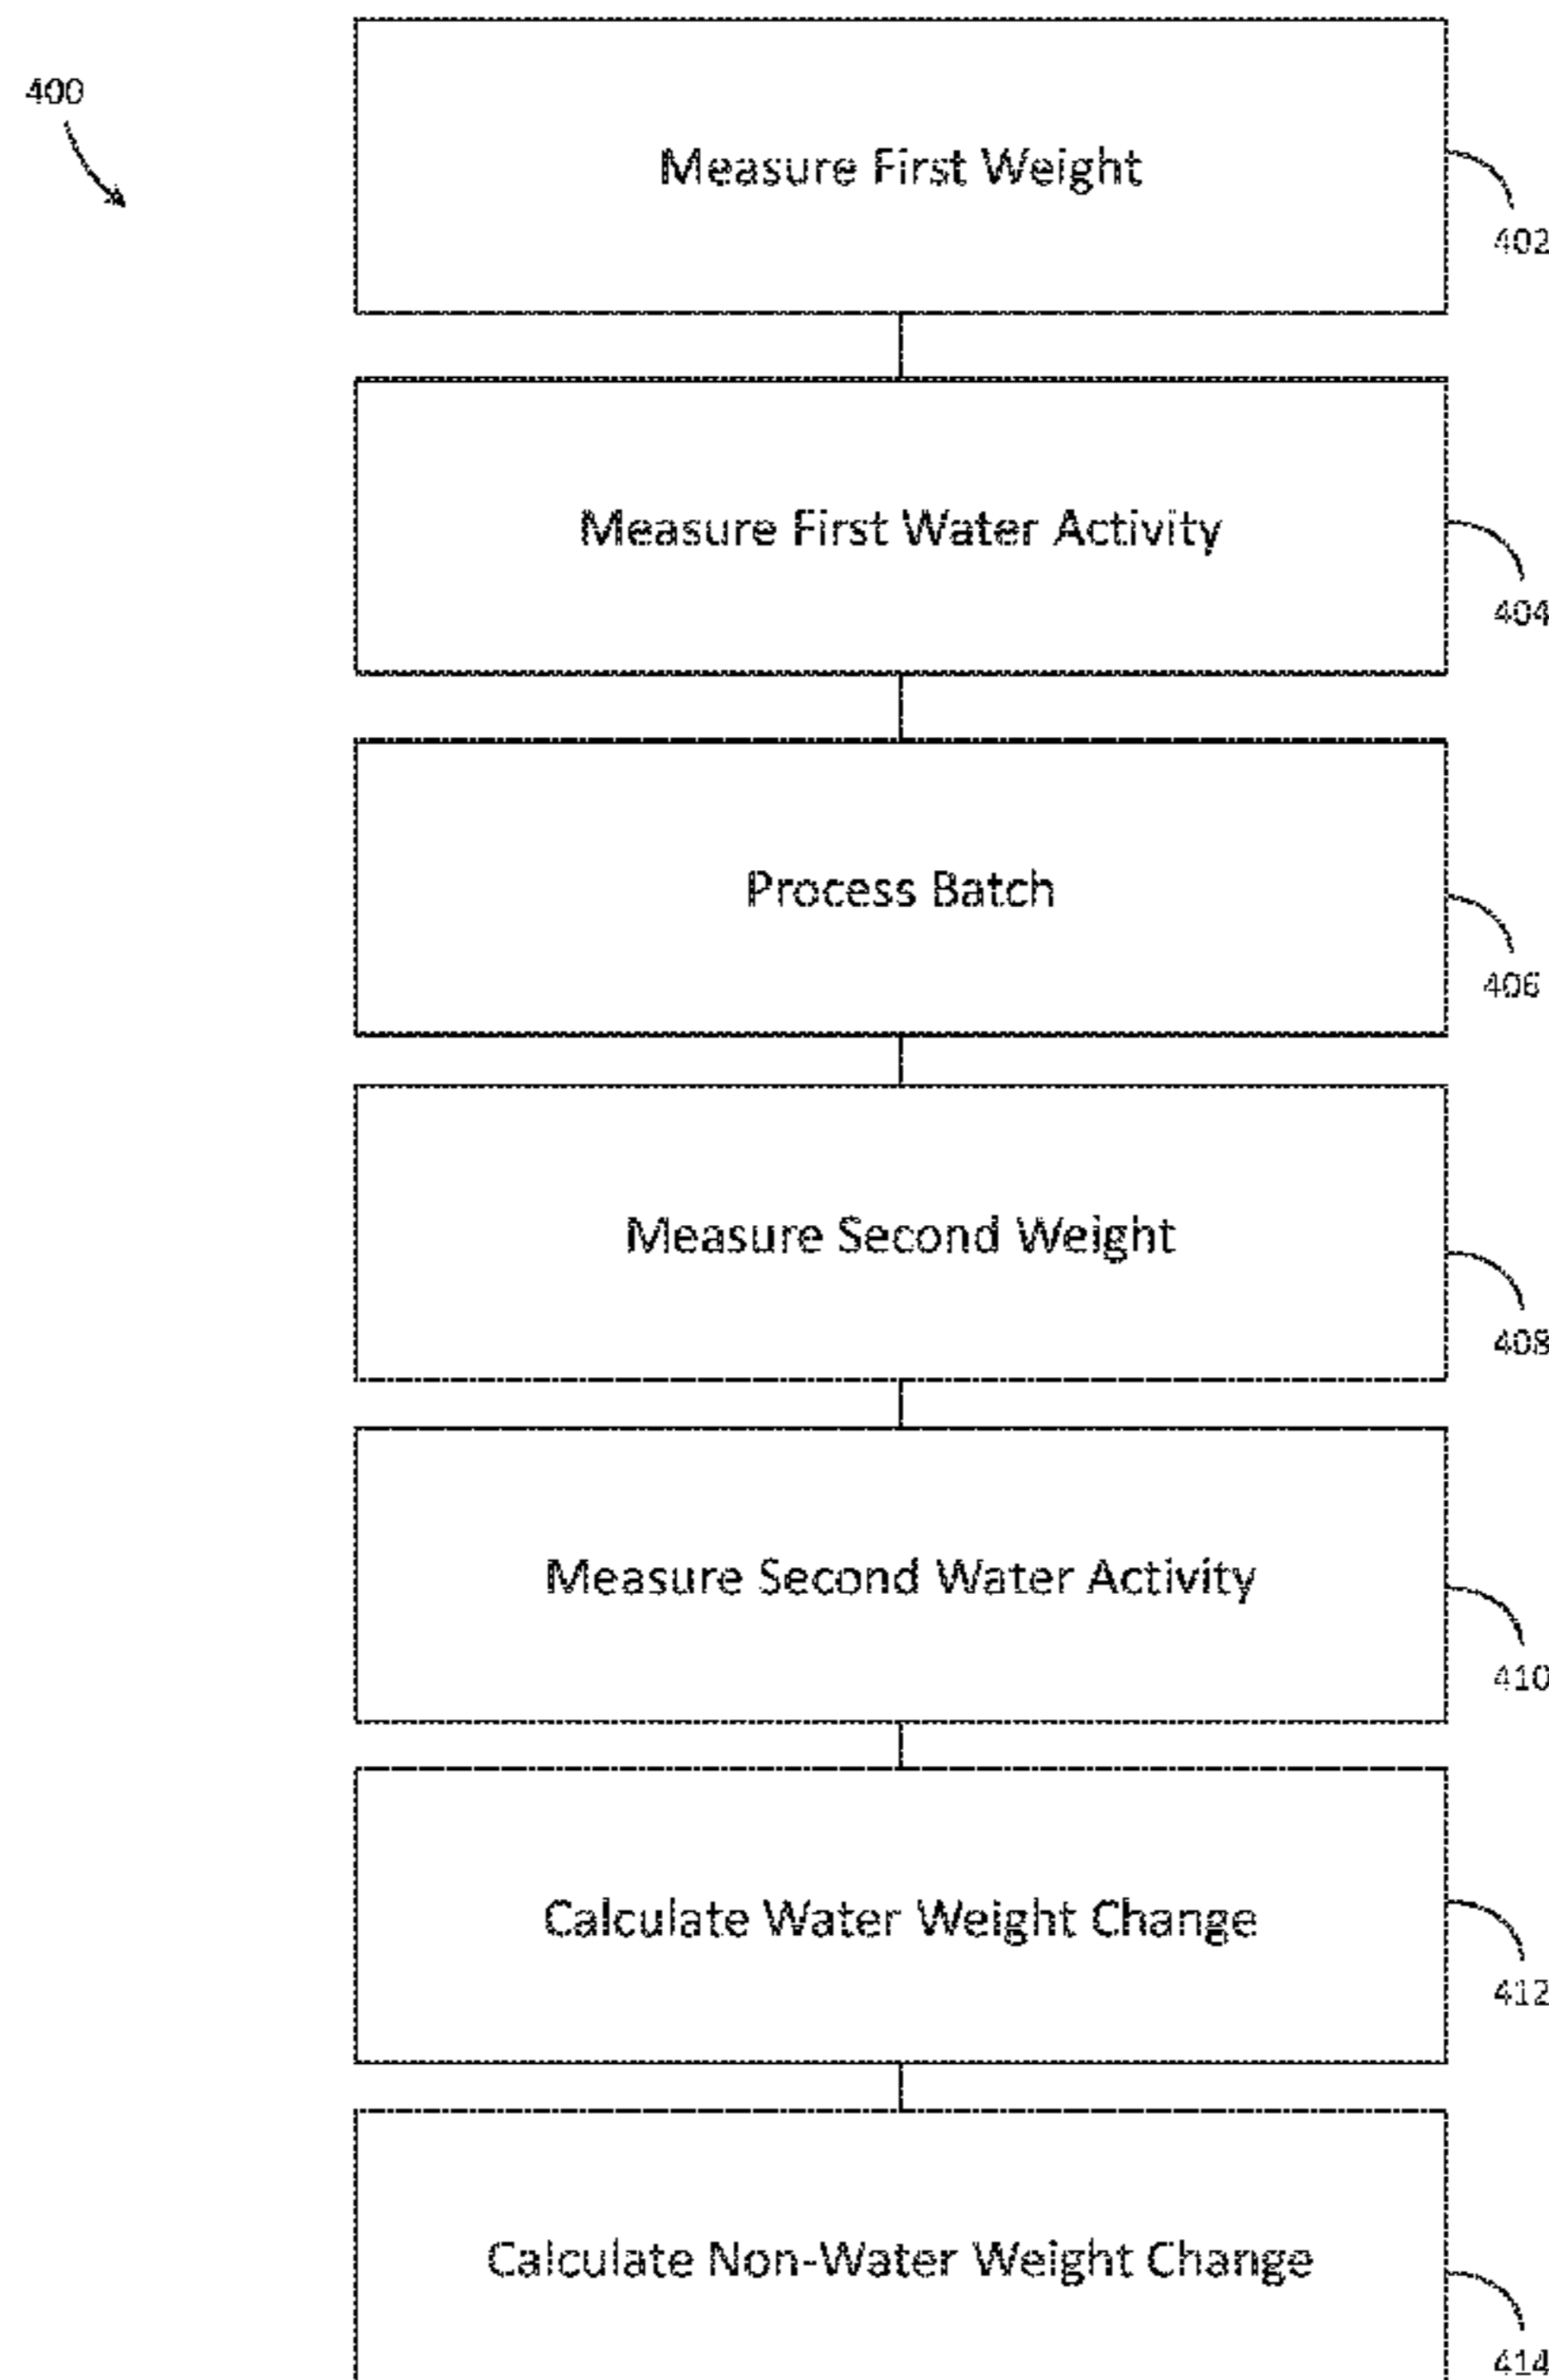 400
Measure First Weight
402
Measure First Water Activity
404
Process Batch
406
Measure Second Weight
408
Measure Second Water Activity
410
Calculate Water Weight Change
412
Calculate Non-Water Weight Change
414